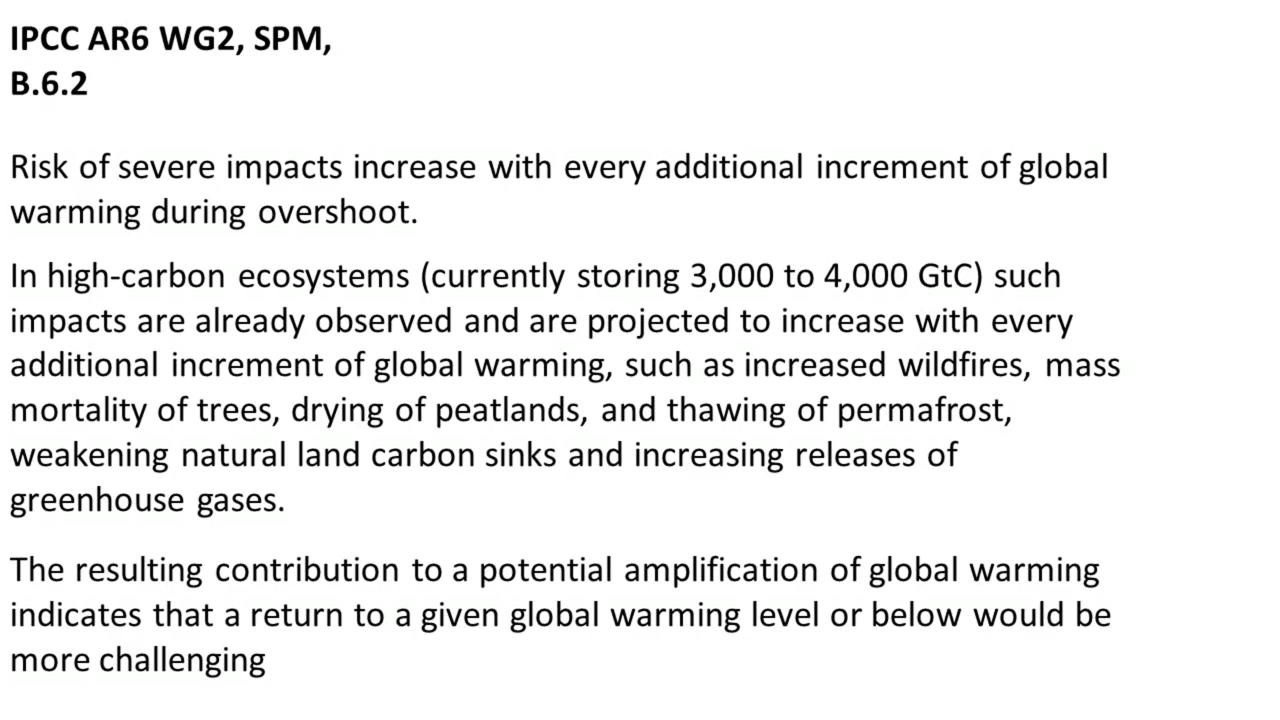 IPCC AR6 WG2, SPM,
B.6.2
Risk of severe impacts increase with every additional increment of global
warming during overshoot.
In high-carbon ecosystems (currently storing 3,000 to 4,000 GtC) such
impacts are already observed and are projected to increase with every
additional increment of global warming, such as increased wildfires, mass
mortality of trees, drying of peatlands, and thawing of permafrost,
weakening natural land carbon sinks and increasing releases of
greenhouse gases.
The resulting contribution to a potential amplification of global warming
indicates that a return to a given global warming level or below would be
more challenging